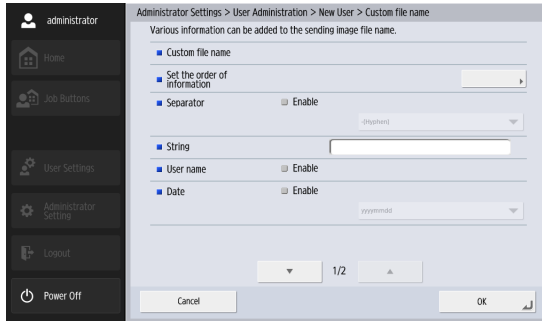 administrator
Home
Job Buttons
User Settings
Administrator
Setting
Logout
Power Off
Administrator Settings > User Administration > New User > Custom file name
Various information can be added to the sending image file name.
Custom file name
Set the order of
information
Separator
Enable
-(Hyphen)
String
User name
Enable
Date
Enable
yyyymmdd
1/2
Cancel
OK